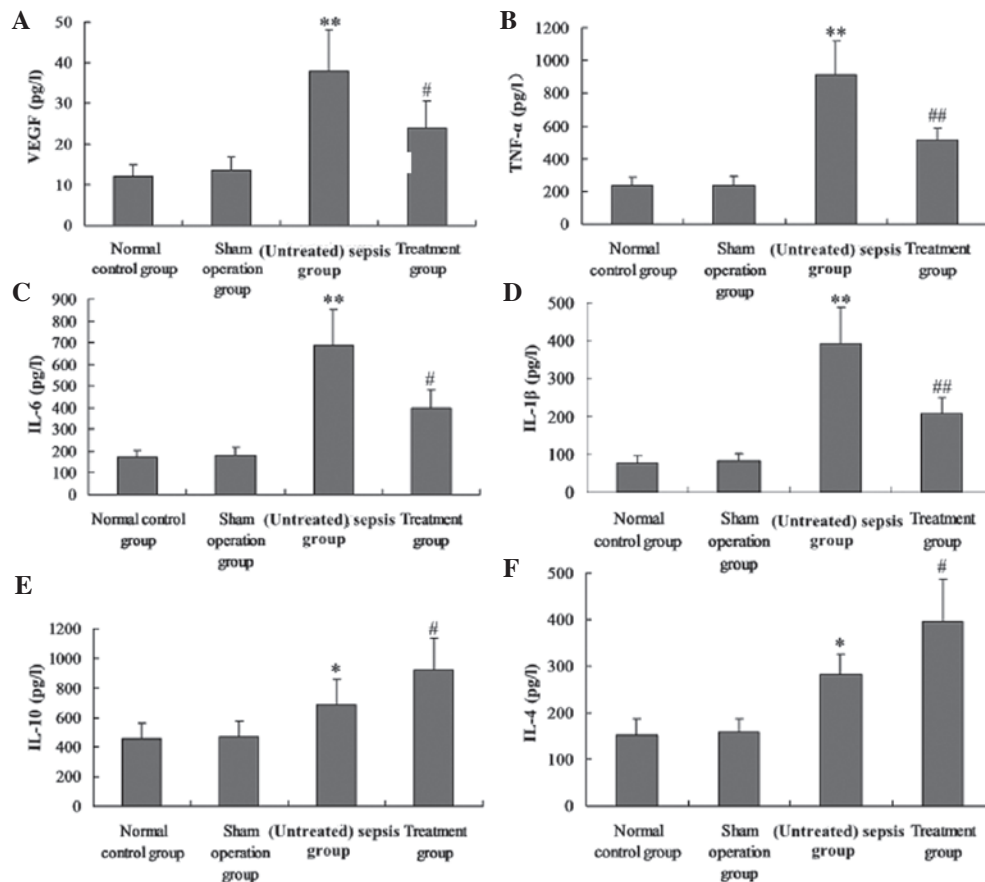 A
VEGF (pg/l)
50
40
30
20
10
0
**
#
Normal
control group
Sham
operation
group
(Untreated) sepsis
group
Treatment
group
B
TNF-α (pg/l)
1200
1000
800
600
400
200
0
**
##
Normal
control group
Sham
operation group
(Untreated) sepsis
group
Treatment
group
C
IL-6 (pg/l)
900
800
700
600
500
400
300
200
100
0
**
#
Normal control
group
Sham
operation group
(Untreated) sepsis
group
Treatment
group
D
IL-1β (pg/l)
500
400
300
200
100
0
**
##
Normal
control group
Sham
operation group
(Untreated) sepsis
group
Treatment
group
E
IL-10 (pg/l)
1200
1000
800
600
400
200
0
*
#
Normal
control group
Sham
operation group
(Untreated) sepsis
group
Treatment
group
F
IL-4 (pg/l)
500
400
300
200
100
0
*
#
Normal
control group
Sham
operation group
(Untreated) sepsis
group
Treatment
group